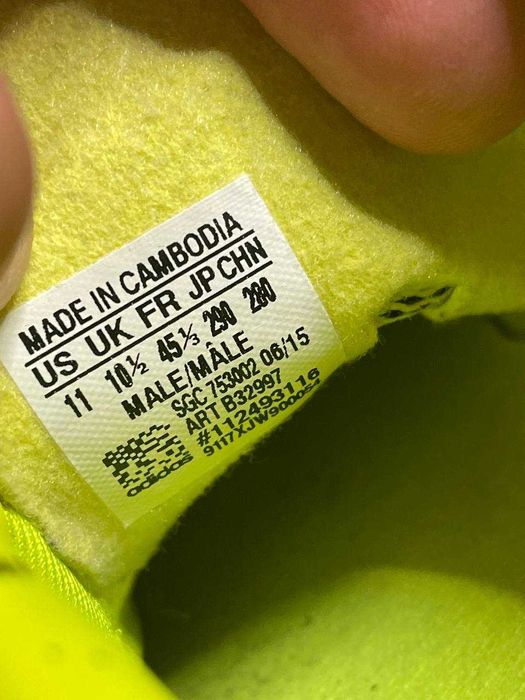 MADE IN CAMBODIA
US UK FR JP CHN
11 10½ 45⅓ 290 280
MALE/MÂLE
SGC 753002 06/15
ART B32997
#112493116
9117XJW900054
adidas